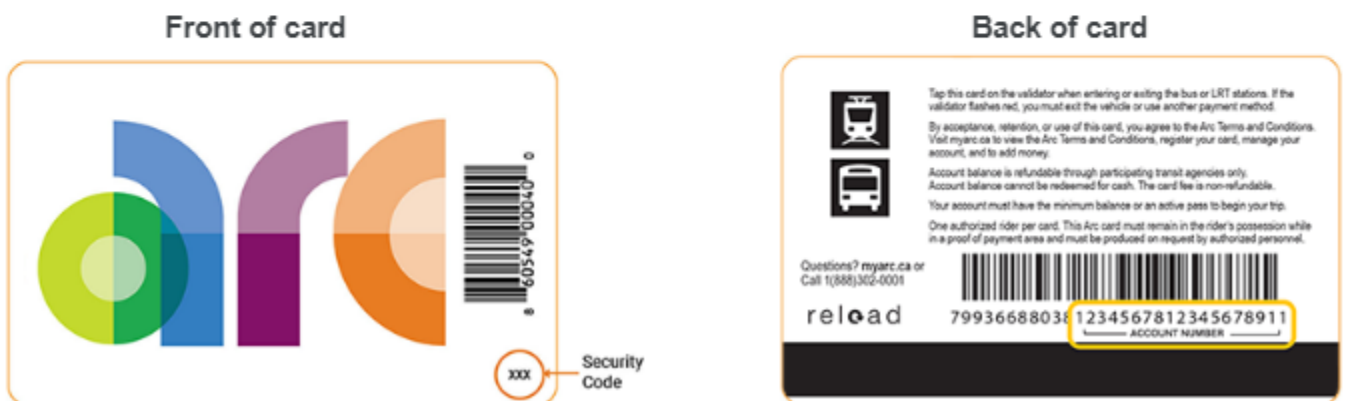 Front of card
Back of card
arc
8 60549 00040 0
xxx
Security
Code
Tap this card on the validator when entering or exiting the bus or LRT stations. If the
validator flashes red, you must exit the vehicle or use another payment method.
By acceptance, retention, or use of this card, you agree to the Arc Terms and Conditions.
Visit myarc.ca to view the Arc Terms and Conditions, register your card, manage your
account, and to add money.
Account balance is refundable through participating transit agencies only.
Account balance cannot be redeemed for cash. The card fee is non-refundable.
Your account must have the minimum balance or an active pass to begin your trip.
One authorized rider per card. This Arc card must remain in the rider's possession while
in a proof of payment area and must be produced on request by authorized personnel.
Questions? myarc.ca or
Call 1(888)302-0001
reload
799366880381234567812345678911
ACCOUNT NUMBER